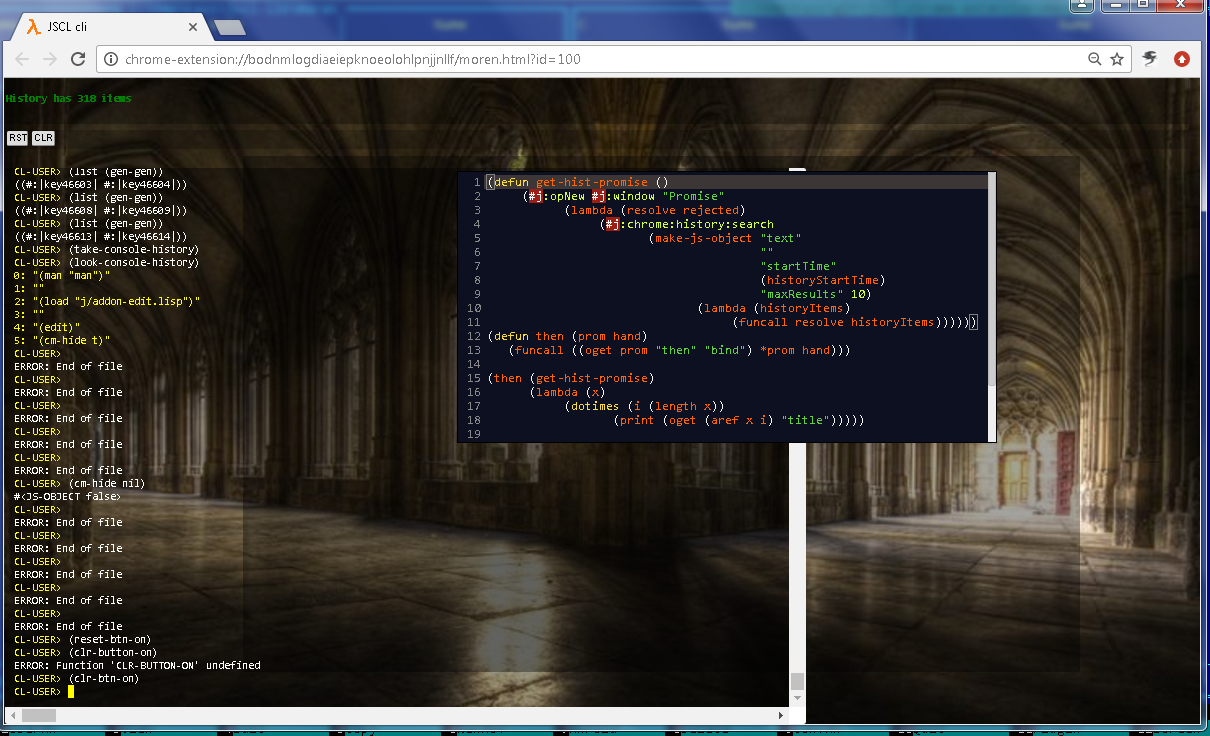 JSCL cli
chrome-extension://bodnmlogdiaeiepknoeolohlpnjjnllf/moren.html?id=100
History has 318 items
RST CLR
CL-USER> (list (gen-gen))
((#:|key46603| #:|key46604|))
CL-USER> (list (gen-gen))
((#:|key46608| #:|key46609|))
CL-USER> (list (gen-gen))
((#:|key46613| #:|key46614|))
CL-USER> (take-console-history)
CL-USER> (look-console-history)
0: "(man "man")"
1: ""
2: "(load "j/addon-edit.lisp")"
3: ""
4: "(edit)"
5: "(cm-hide t)"
CL-USER>
ERROR: End of file
CL-USER>
ERROR: End of file
CL-USER>
ERROR: End of file
CL-USER>
ERROR: End of file
CL-USER>
ERROR: End of file
CL-USER> (cm-hide nil)
#<JS-OBJECT false>
CL-USER>
ERROR: End of file
CL-USER>
ERROR: End of file
CL-USER>
ERROR: End of file
CL-USER>
ERROR: End of file
CL-USER>
ERROR: End of file
CL-USER> (reset-btn-on)
CL-USER> (clr-button-on)
ERROR: Function 'CLR-BUTTON-ON' undefined
CL-USER> (clr-btn-on)
CL-USER>
1 (defun get-hist-promise ()
2 (#j:opNew #j:window "Promise"
3 (lambda (resolve rejected)
4 (#j:chrome:history:search
5 (make-js-object "text"
6 ""
7 "startTime"
8 (historyStartTime)
9 "maxResults" 10)
10 (lambda (historyItems)
11 (funcall resolve historyItems))))))
12 (defun then (prom hand)
13 (funcall ((oget prom "then" "bind") *prom hand)))
14
15 (then (get-hist-promise)
16 (lambda (x)
17 (dotimes (i (length x))
18 (print (oget (aref x i) "title")))))
19